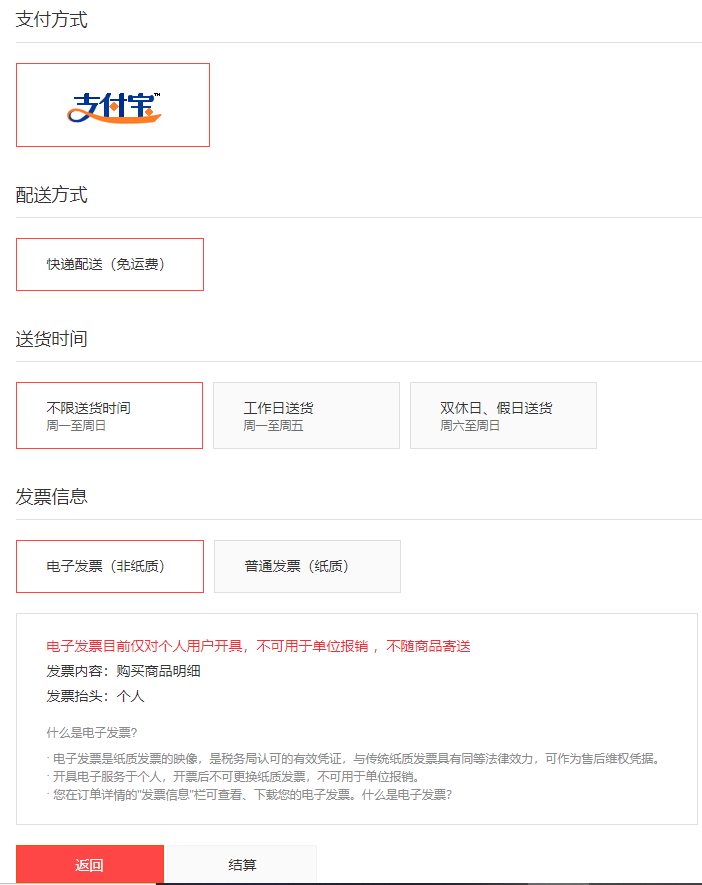 支付方式
支付宝™
配送方式
快递配送（免运费）
送货时间
不限送货时间
周一至周日
工作日送货
周一至周五
双休日、假日送货
周六至周日
发票信息
电子发票（非纸质）
普通发票（纸质）
电子发票目前仅对个人用户开具，不可用于单位报销 ，不随商品寄送
发票内容：购买商品明细
发票抬头：个人
什么是电子发票?
· 电子发票是纸质发票的映像，是税务局认可的有效凭证，与传统纸质发票具有同等法律效力，可作为售后维权凭据。
· 开具电子服务于个人，开票后不可更换纸质发票，不可用于单位报销。
· 您在订单详情的"发票信息"栏可查看、下载您的电子发票。什么是电子发票?
返回
结算